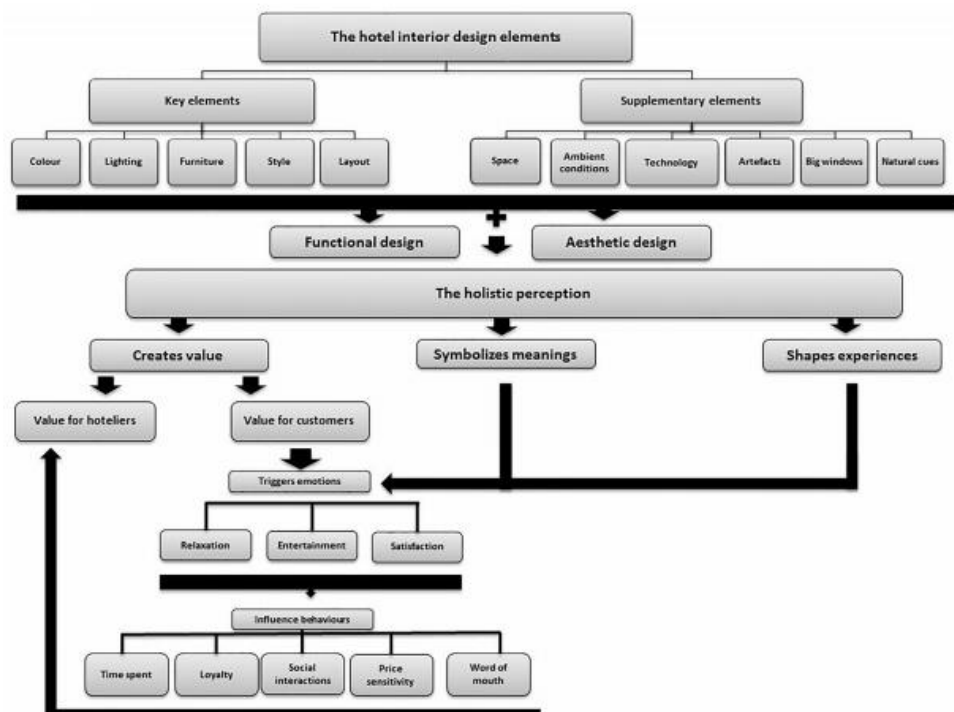 The hotel interior design elements
Key elements
Supplementary elements
Colour
Lighting
Furniture
Style
Layout
Space
Ambient
conditions
Technology
Artefacts
Big windows
Natural cues
Functional design
Aesthetic design
The holistic perception
Creates value
Symbolizes meanings
Shapes experiences
Value for hoteliers
Value for customers
Triggers emotions
Relaxation
Entertainment
Satisfaction
Influence behaviours
Time spent
Loyalty
Social
interactions
Price
sensitivity
Word of
mouth